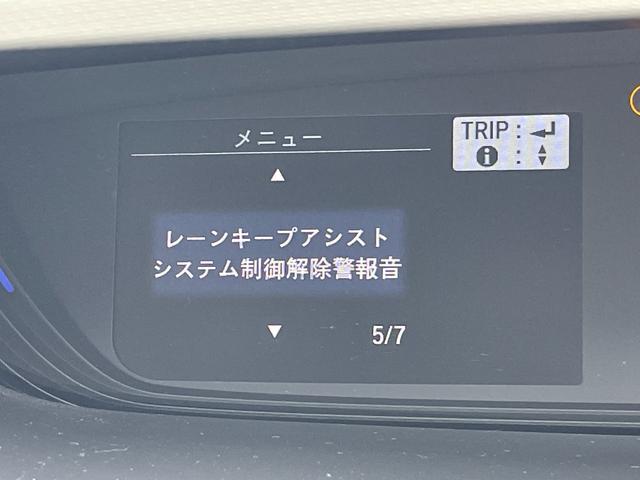 メニュー
TRIP : ↲
i : ▲▼
▲
レーンキープアシスト
システム制御解除警報音
▼ 5/7